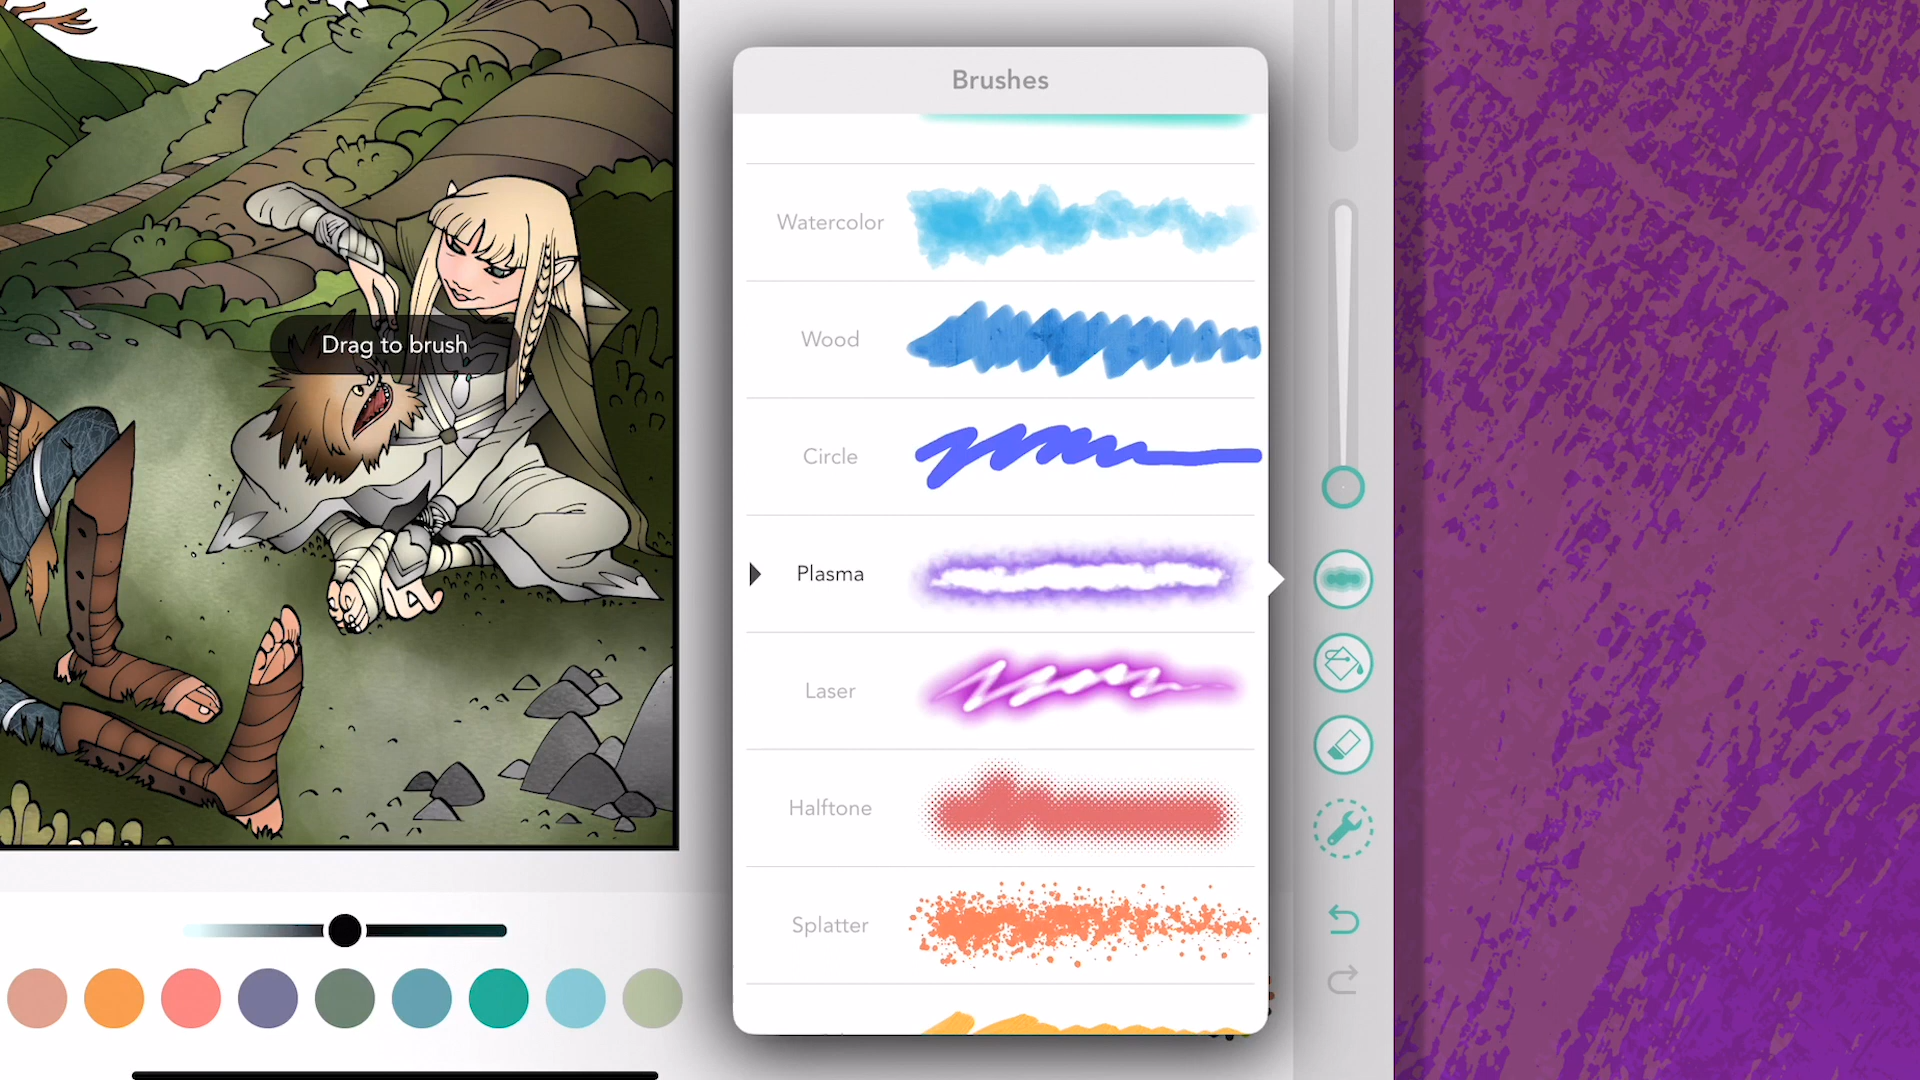 Brushes
Watercolor
Wood
Drag to brush
Circle
Plasma
Laser
Halftone
Splatter